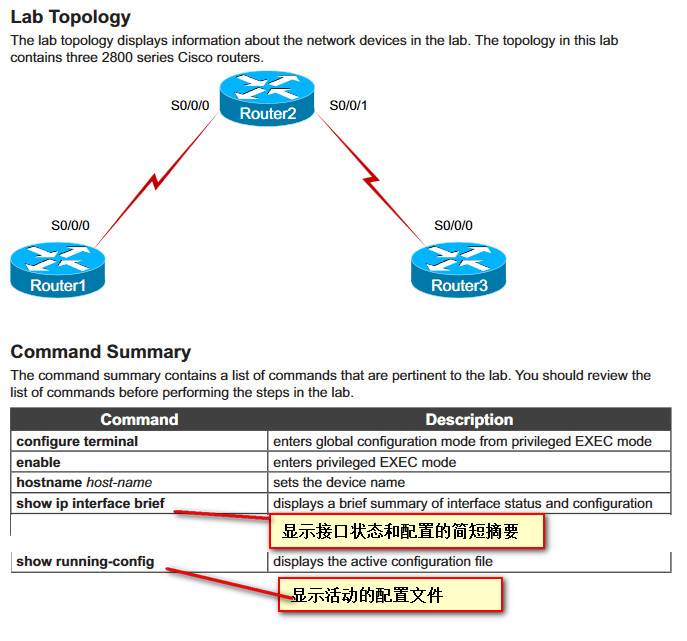 Lab Topology
The lab topology displays information about the network devices in the lab. The topology in this lab
contains three 2800 series Cisco routers.
S0/0/0
Router2
S0/0/1
S0/0/0
Router1
S0/0/0
Router3
Command Summary
The command summary contains a list of commands that are pertinent to the lab. You should review the
list of commands before performing the steps in the lab.
Command Description
configure terminal enters global configuration mode from privileged EXEC mode
enable enters privileged EXEC mode
hostname host-name sets the device name
show ip interface brief displays a brief summary of interface status and configuration
显示接口状态和配置的简短摘要
show running-config displays the active configuration file
显示活动的配置文件